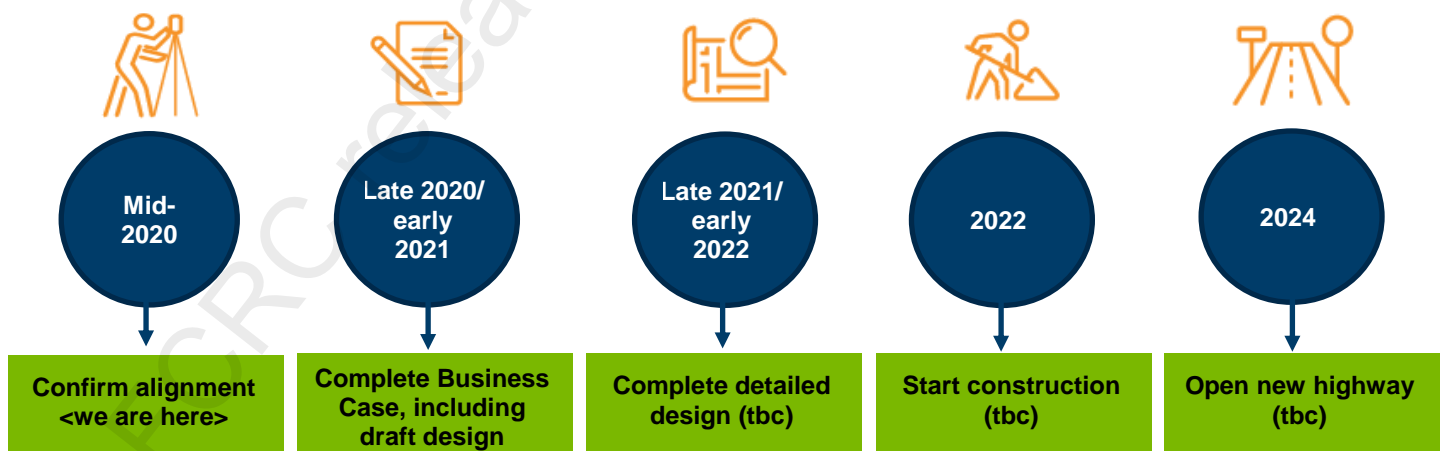 Mid-
2020
Late 2020/
early
2021
Late 2021/
early
2022
2022
2024
Confirm alignment
<we are here>
Complete Business
Case, including
draft design
Complete detailed
design (tbc)
Start construction
(tbc)
Open new highway
(tbc)